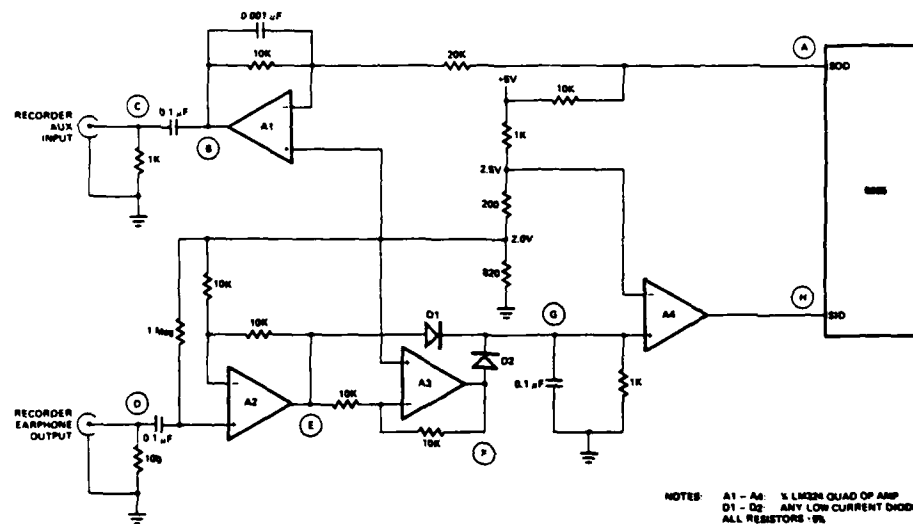 0.001 µF
10K
20K
A
SOD
+5V
10K
C
0.1 µF
RECORDER
AUX
INPUT
A1
B
1K
1K
2.5V
200
2.0V
820
10K
H
SID
A4
10K
D1
G
1 Meg
D2
A3
A2
10K
0.1 µF
1K
D
RECORDER
EARPHONE
OUTPUT
0.1 µF
E
10K
F
100
NOTES: A1 - A4: ¼ LM324 QUAD OP AMP
D1 - D2: ANY LOW CURRENT DIODE
ALL RESISTORS